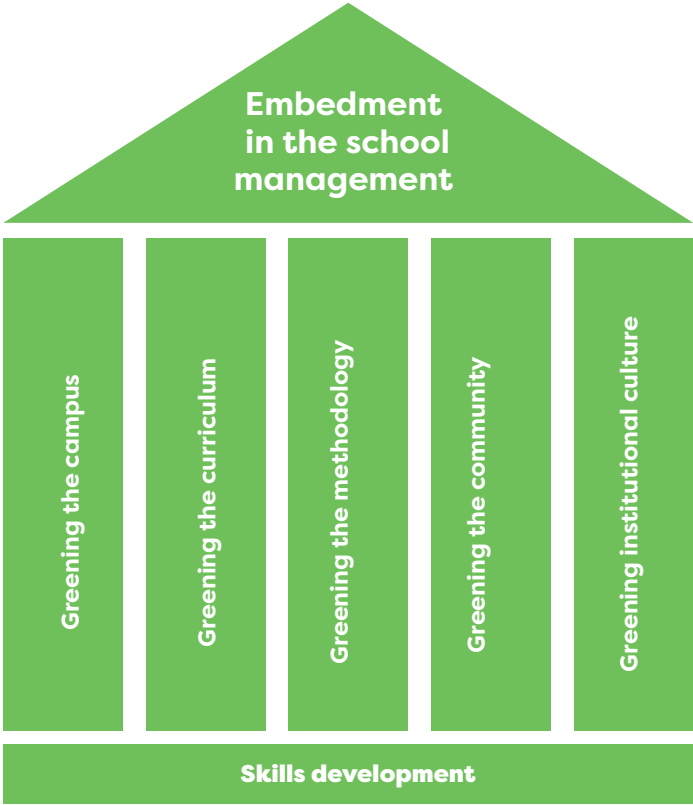 Embedment
in the school
management
Greening the campus
Greening the curriculum
Greening the methodology
Greening the community
Greening institutional culture
Skills development